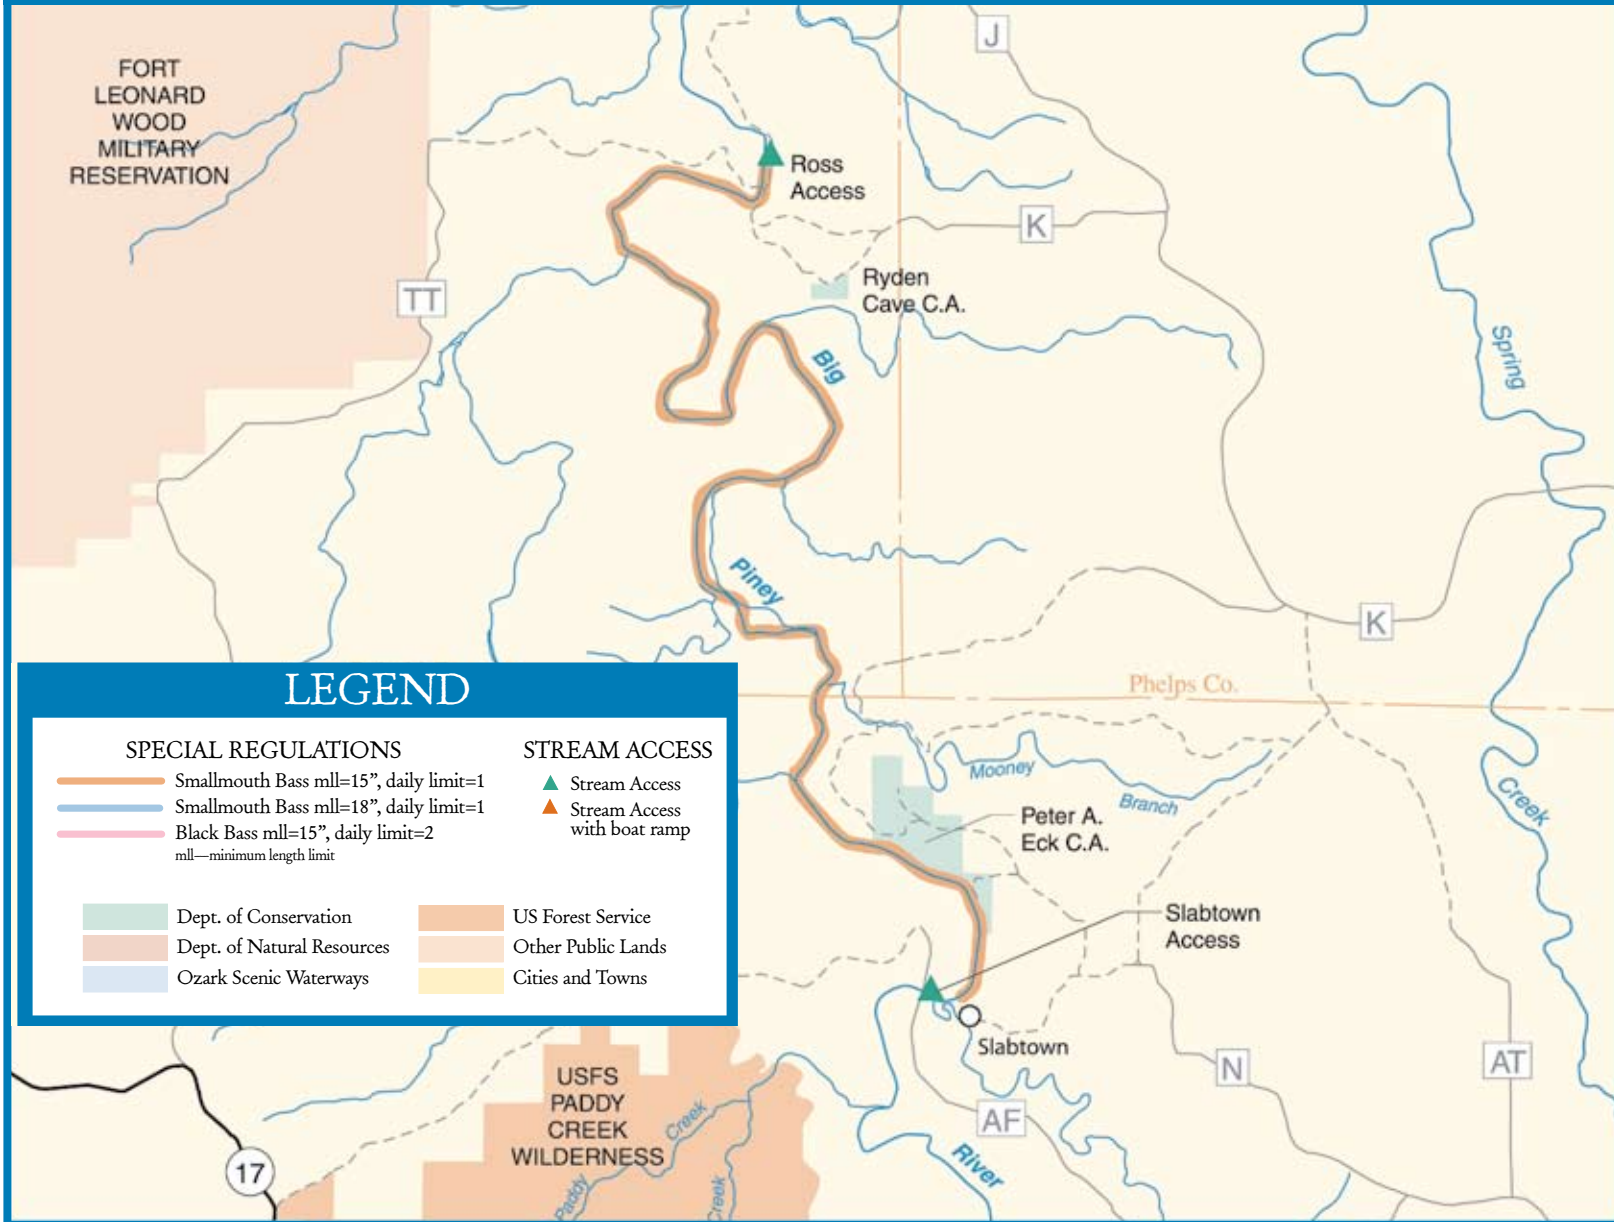 FORT
LEONARD
WOOD
MILITARY
RESERVATION
J
Ross
Access
K
TT
Ryden
Cave C.A.
Big
Spring
Piney
K
Phelps Co.
Mooney
Branch
Creek
Peter A.
Eck C.A.
Slabtown
Access
Slabtown
N
AT
AF
River
USFS
PADDY
CREEK
WILDERNESS
Paddy
Creek
Creek
17
LEGEND
SPECIAL REGULATIONS
Smallmouth Bass mll=15”, daily limit=1
Smallmouth Bass mll=18”, daily limit=1
Black Bass mll=15”, daily limit=2
mll—minimum length limit
STREAM ACCESS
Stream Access
Stream Access
with boat ramp
Dept. of Conservation
Dept. of Natural Resources
Ozark Scenic Waterways
US Forest Service
Other Public Lands
Cities and Towns